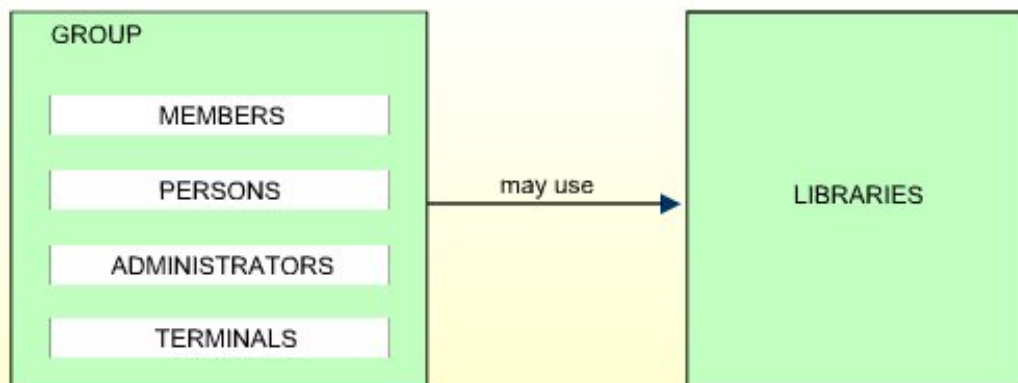 GROUP
MEMBERS
PERSONS
ADMINISTRATORS
TERMINALS
may use
LIBRARIES